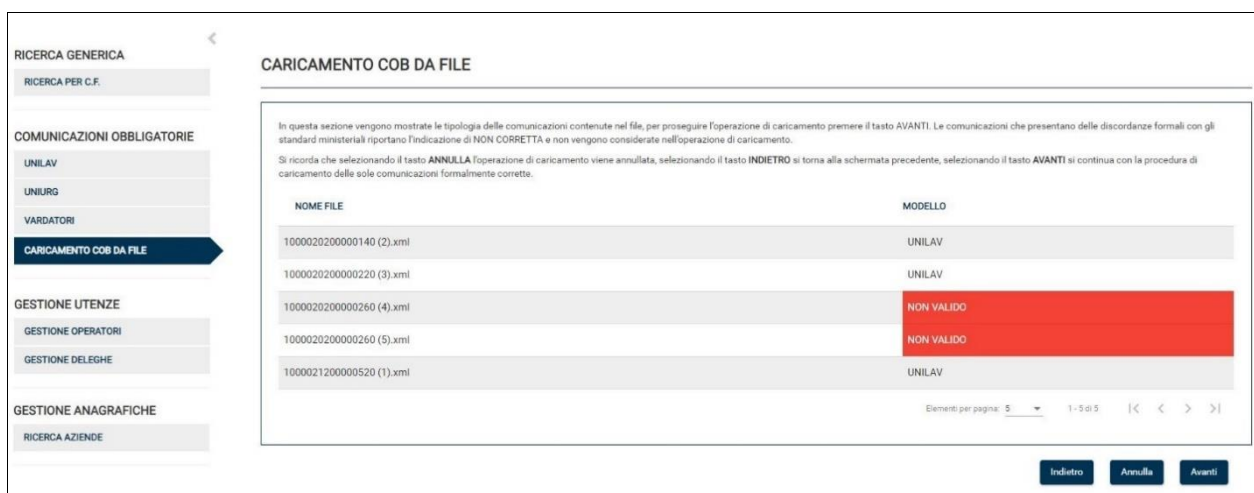 RICERCA GENERICA
RICERCA PER C.F.
COMUNICAZIONI OBBLIGATORIE
UNILAV
UNIURG
VARDATORI
CARICAMENTO COB DA FILE
GESTIONE UTENZE
GESTIONE OPERATORI
GESTIONE DELEGHE
GESTIONE ANAGRAFICHE
RICERCA AZIENDE
CARICAMENTO COB DA FILE
In questa sezione vengono mostrate le tipologia delle comunicazioni contenute nel file, per proseguire l'operazione di caricamento premere il tasto AVANTI. Le comunicazioni che presentano delle discordanze formali con gli
standard ministeriali riportano l'indicazione di NON CORRETTA e non vengono considerate nell'operazione di caricamento.
Si ricorda che selezionando il tasto ANNULLA l'operazione di caricamento viene annullata, selezionando il tasto INDIETRO si torna alla schermata precedente, selezionando il tasto AVANTI si continua con la procedura di
caricamento delle sole comunicazioni formalmente corrette.
NOME FILE MODELLO
1000020200000140 (2).xml UNILAV
1000020200000220 (3).xml UNILAV
1000020200000260 (4).xml NON VALIDO
1000020200000260 (5).xml NON VALIDO
1000021200000520 (1).xml UNILAV
Elementi per pagina: 5 1 - 5 di 5
Indietro Annulla Avanti